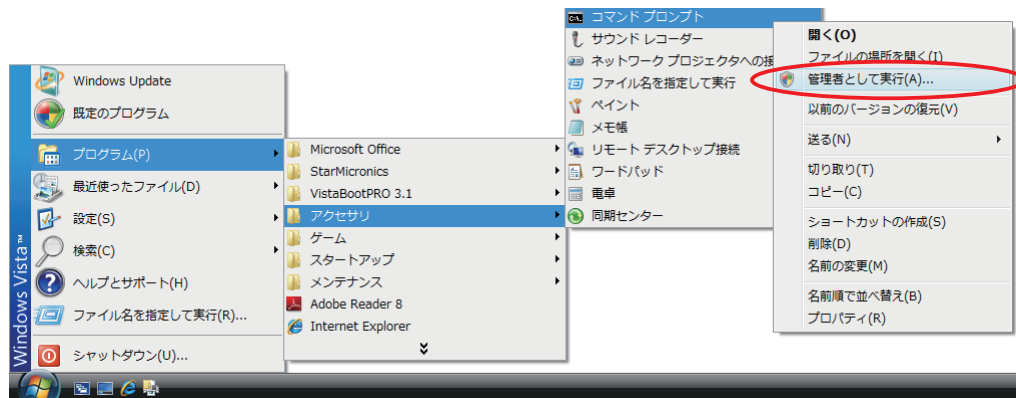 Windows Vista™
Windows Update
既定のプログラム
プログラム(P)
最近使ったファイル(D)
設定(S)
検索(C)
ヘルプとサポート(H)
ファイル名を指定して実行(R)...
シャットダウン(U)...
Microsoft Office
StarMicronics
VistaBootPRO 3.1
アクセサリ
ゲーム
スタートアップ
メンテナンス
Adobe Reader 8
Internet Explorer
コマンド プロンプト
サウンド レコーダー
ネットワーク プロジェクタへの接
ファイル名を指定して実行
ペイント
メモ帳
リモート デスクトップ接続
ワードパッド
電卓
同期センター
開く(O)
ファイルの場所を開く(I)
管理者として実行(A)...
以前のバージョンの復元(V)
送る(N)
切り取り(T)
コピー(C)
ショートカットの作成(S)
削除(D)
名前の変更(M)
名前順で並べ替え(B)
プロパティ(R)